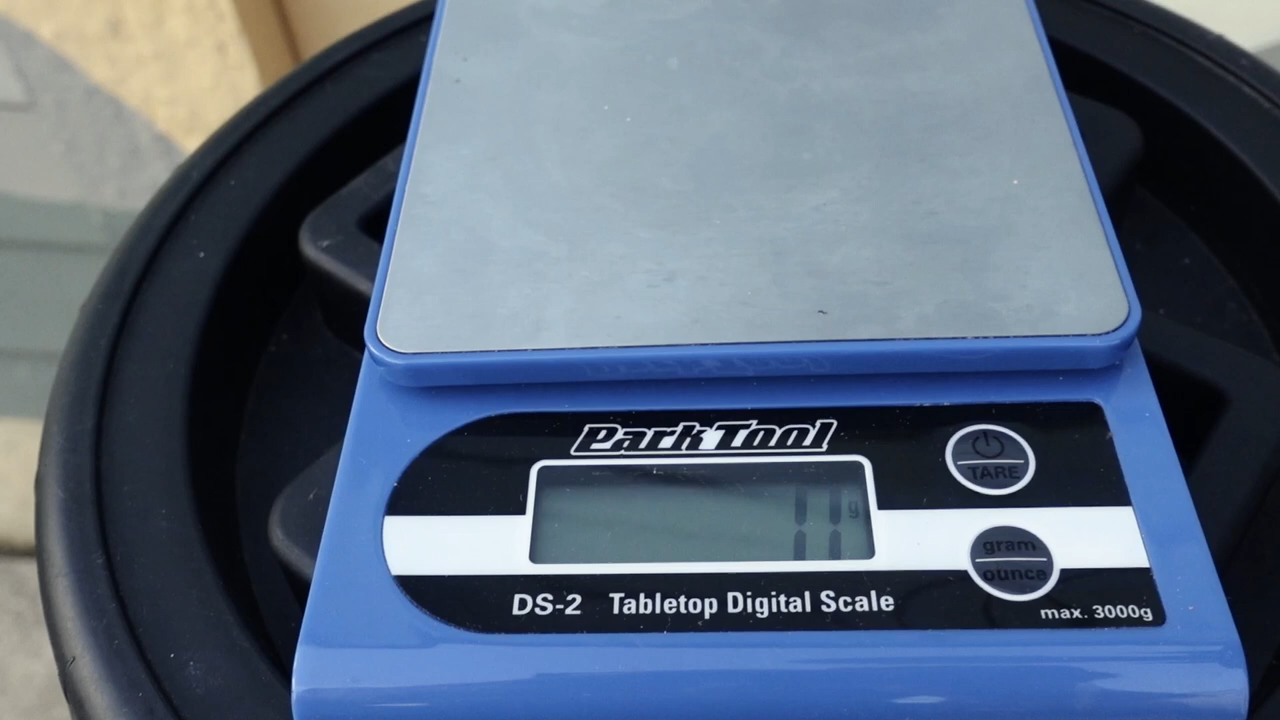 Park Tool
TARE
g
gram
ounce
DS-2 Tabletop Digital Scale
max. 3000g